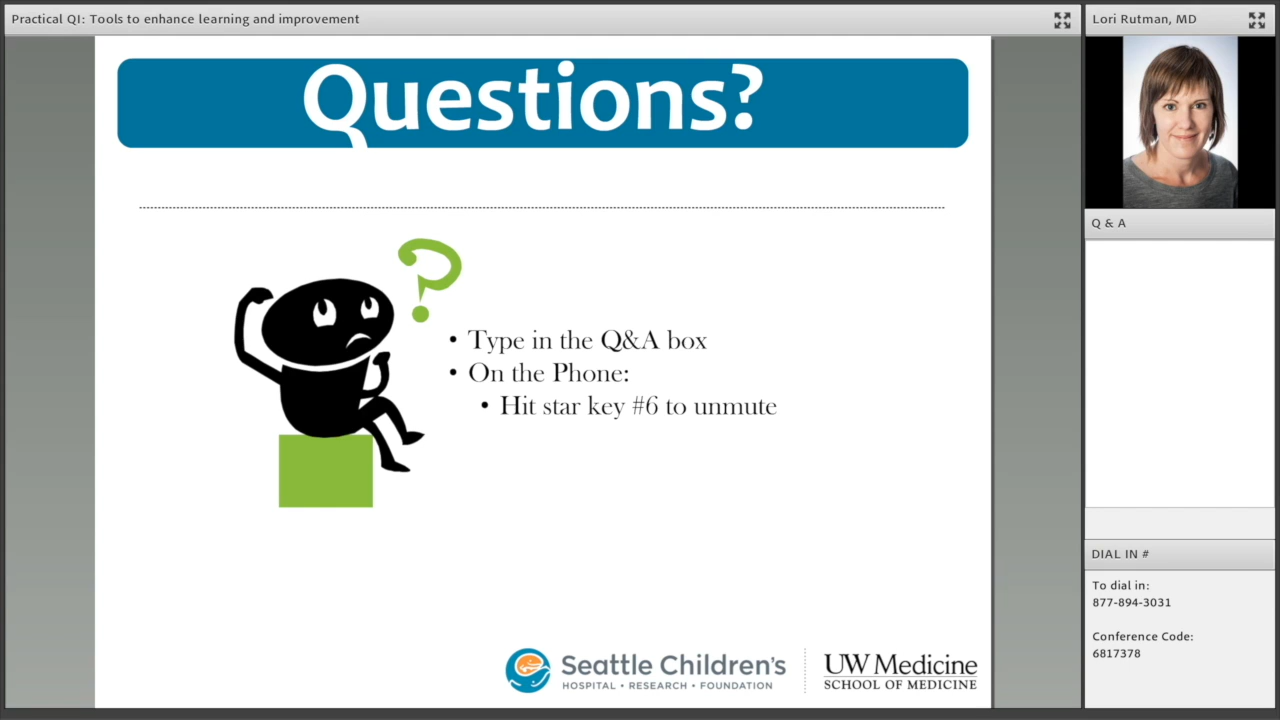 Practical QI: Tools to enhance learning and improvement
Lori Rutman, MD
Questions?
?
• Type in the Q&A box
• On the Phone:
• Hit star key #6 to unmute
Seattle Children's
HOSPITAL • RESEARCH • FOUNDATION
UW Medicine
SCHOOL OF MEDICINE
Q & A
DIAL IN #
To dial in:
877-894-3031
Conference Code:
6817378